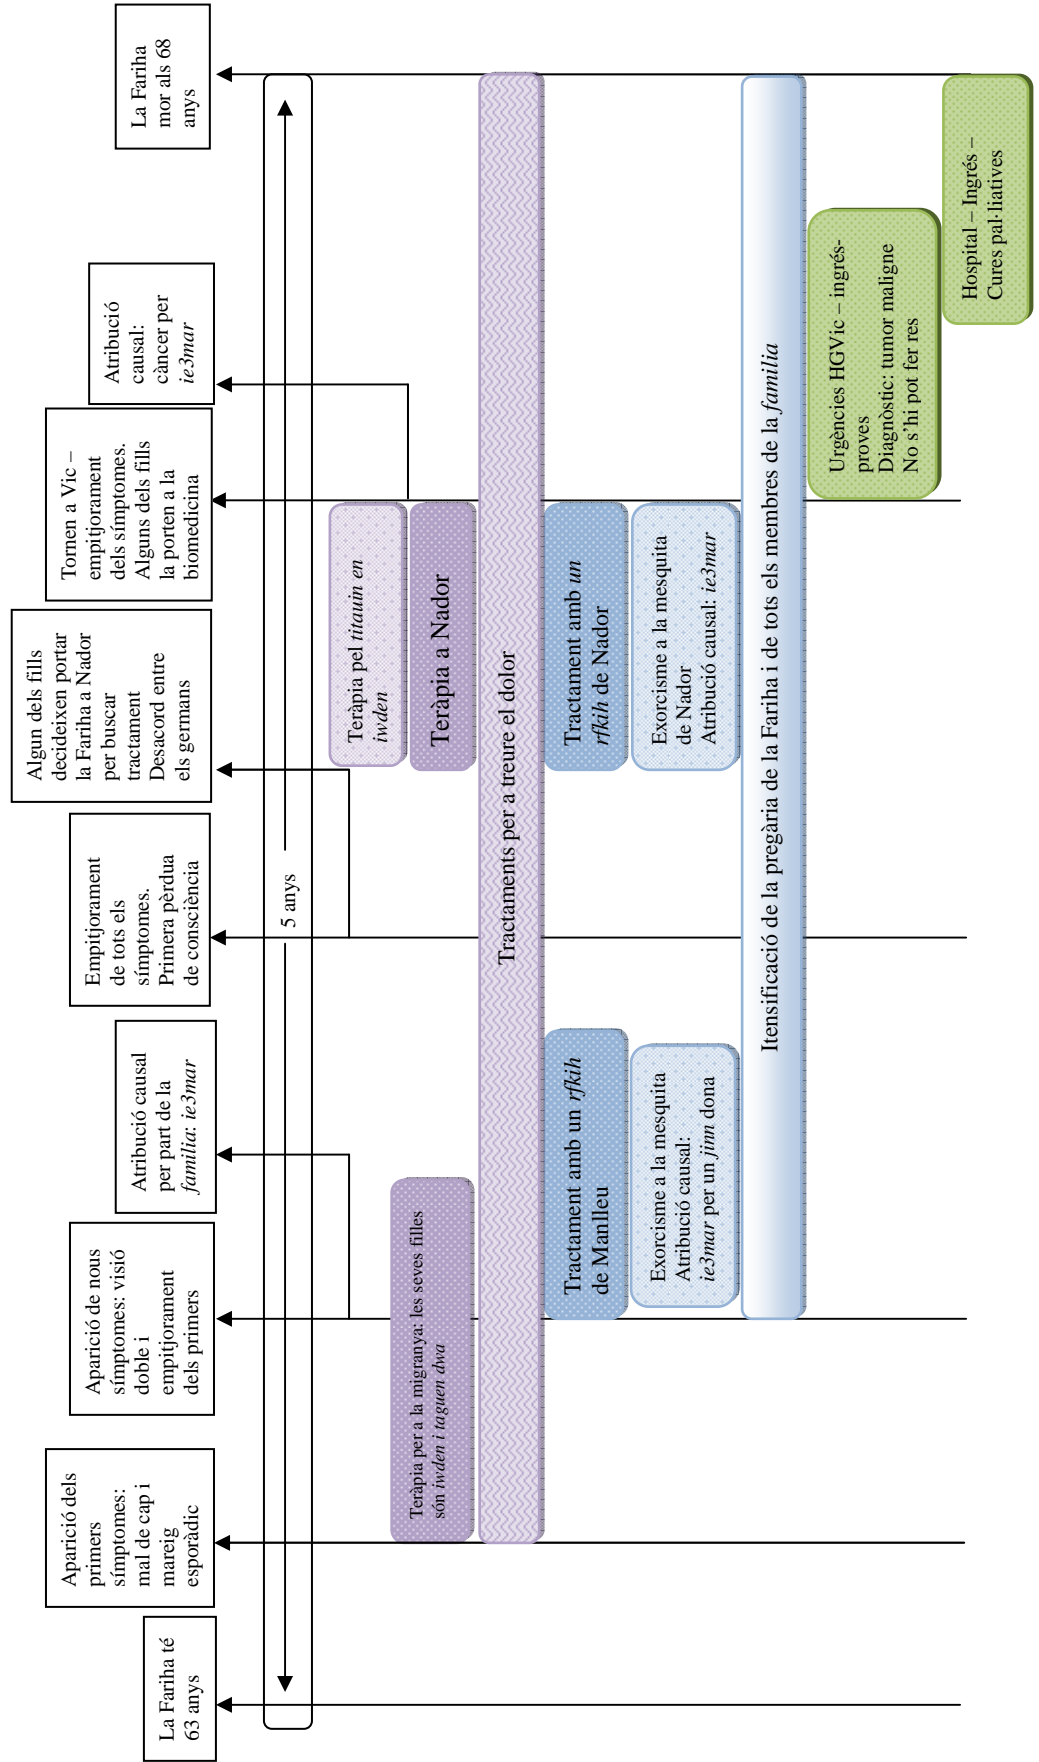 La Fariha té
63 anys
Aparició dels
primers
símptomes:
mal de cap i
mareig
esporàdic
Aparició de nous
símptomes: visió
doble i
empitjorament
dels primers
Atribució causal
per part de la
familia: ie3mar
Empitjorament
de tots els
símptomes.
Primera pèrdua
de consciència
Algun dels fills
decideixen portar
la Fariha a Nador
per buscar
tractament
Desacord entre
els germans
Tornen a Vic –
empitjorament
dels símptomes.
Alguns dels fills
la porten a la
biomedicina
Atribució
causal:
càncer per
ie3mar
La Fariha
mor als 68
anys
5 anys
Teràpia pel titauin en
iwden
Teràpia per a la migranya: les seves filles
són iwden i taguen dwa
Teràpia a Nador
Tractaments per a treure el dolor
Tractament amb un rfkih
de Manlleu
Tractament amb un
rfkih de Nador
Exorcisme a la mesquita
Atribució causal:
ie3mar per un jinn dona
Exorcisme a la mesquita
de Nador
Atribució causal: ie3mar
Itensificació de la pregària de la Fariha i de tots els membres de la familia
Urgències HGVic – ingrés-
proves
Diagnòstic: tumor maligne
No s’hi pot fer res
Hospital – Ingrés –
Cures pal·liatives